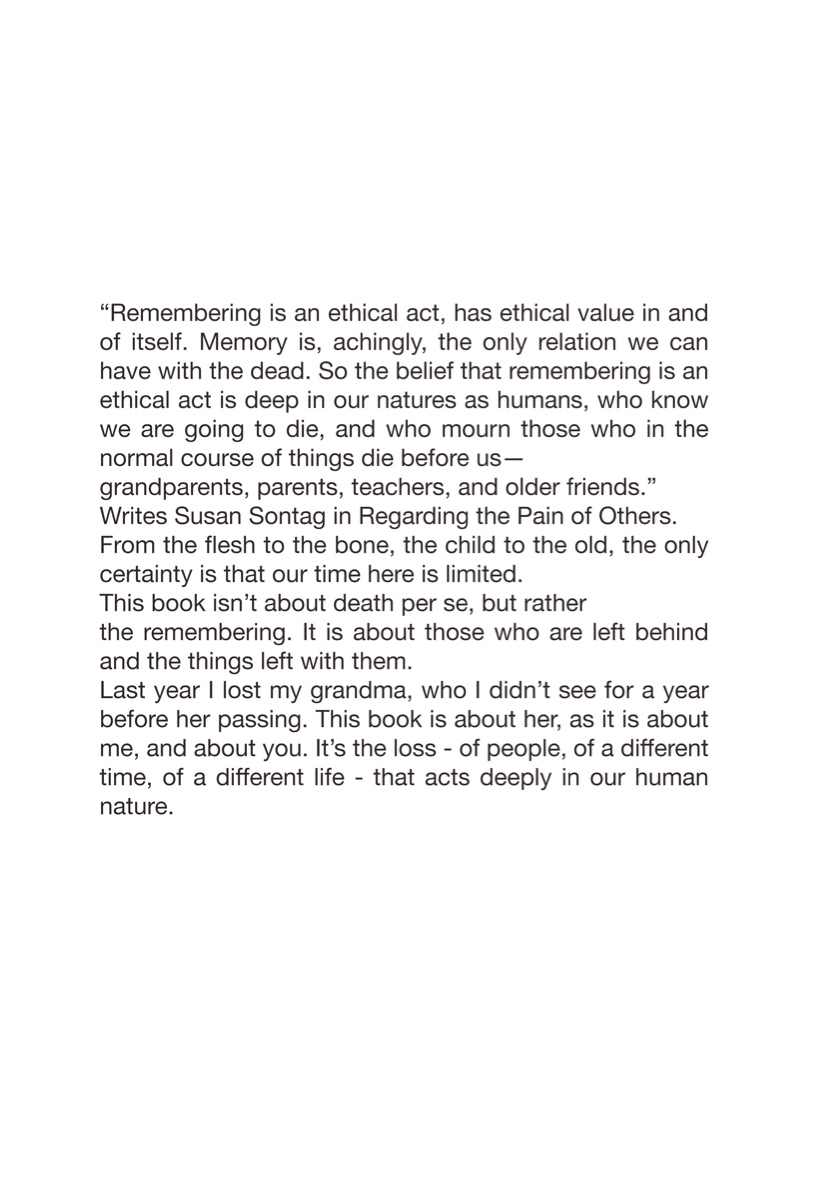 “Remembering is an ethical act, has ethical value in and
of itself. Memory is, achingly, the only relation we can
have with the dead. So the belief that remembering is an
ethical act is deep in our natures as humans, who know
we are going to die, and who mourn those who in the
normal course of things die before us—
grandparents, parents, teachers, and older friends.”
Writes Susan Sontag in Regarding the Pain of Others.
From the flesh to the bone, the child to the old, the only
certainty is that our time here is limited.
This book isn’t about death per se, but rather
the remembering. It is about those who are left behind
and the things left with them.
Last year I lost my grandma, who I didn’t see for a year
before her passing. This book is about her, as it is about
me, and about you. It’s the loss - of people, of a different
time, of a different life - that acts deeply in our human
nature.